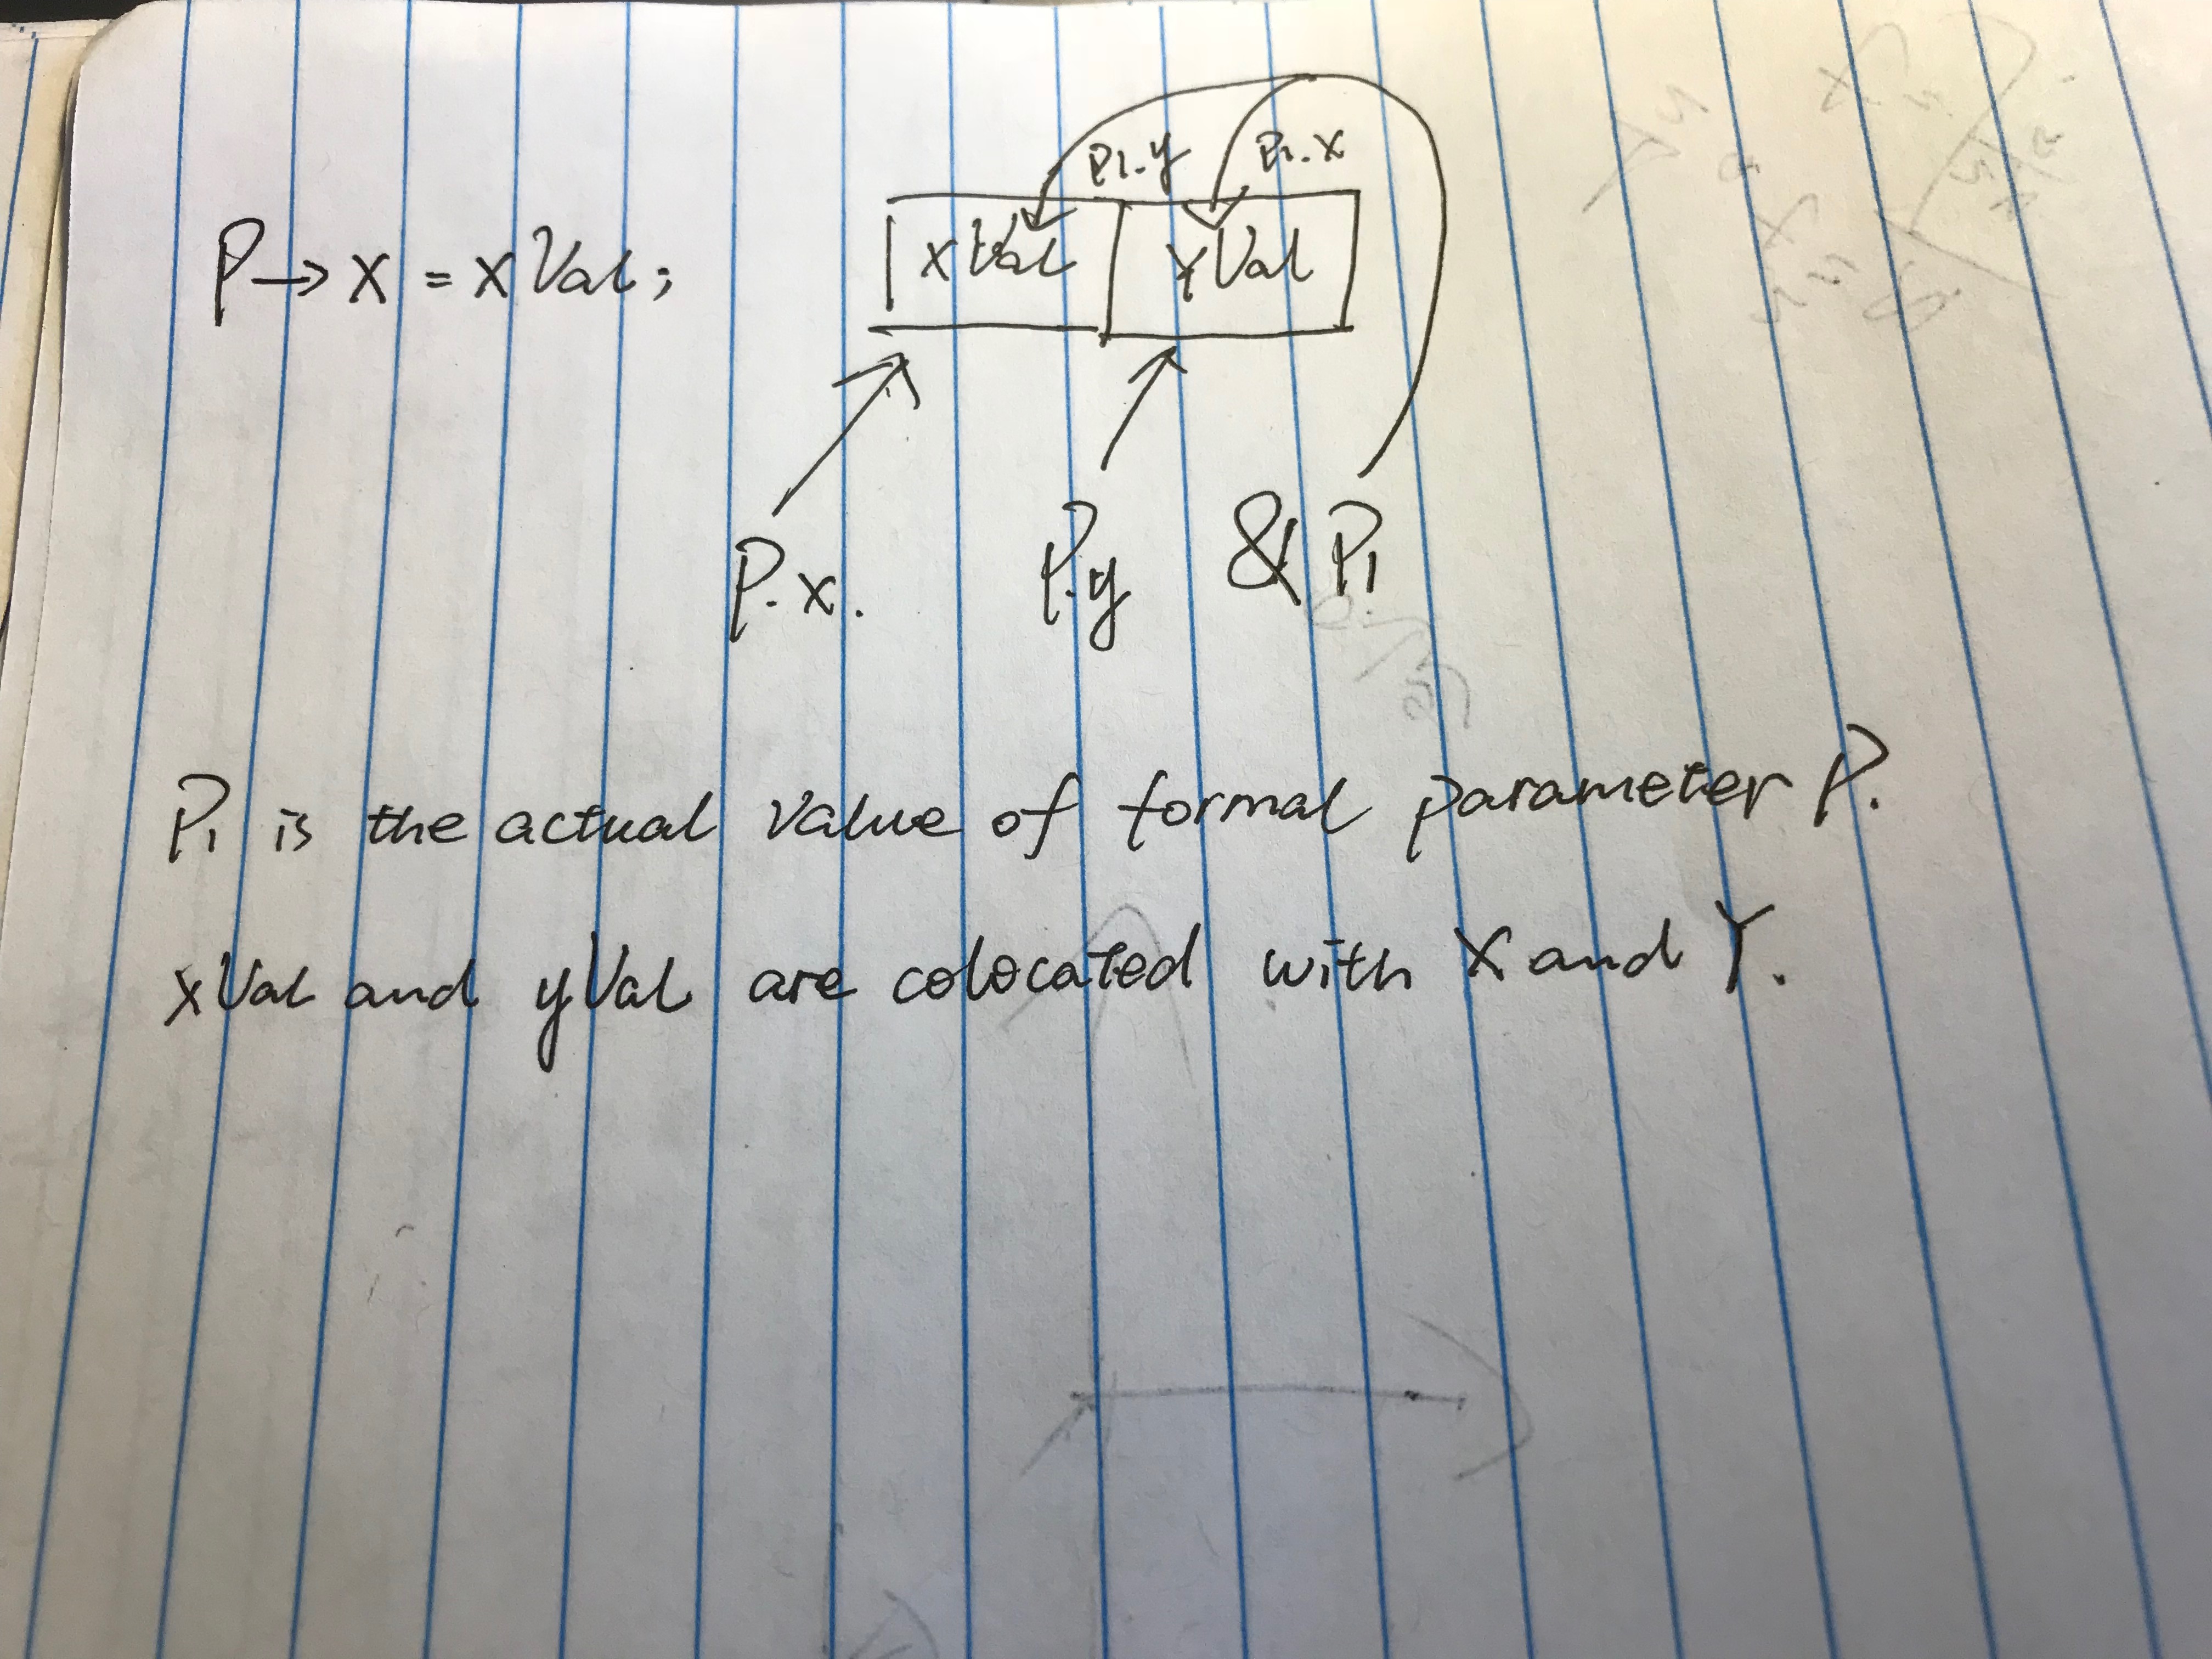 P1.y P1.x
P→x = xVal; xVal yVal
P.x. P.y & P1
P1 is the actual value of formal parameter P.
xVal and yVal are colocated with X and Y.